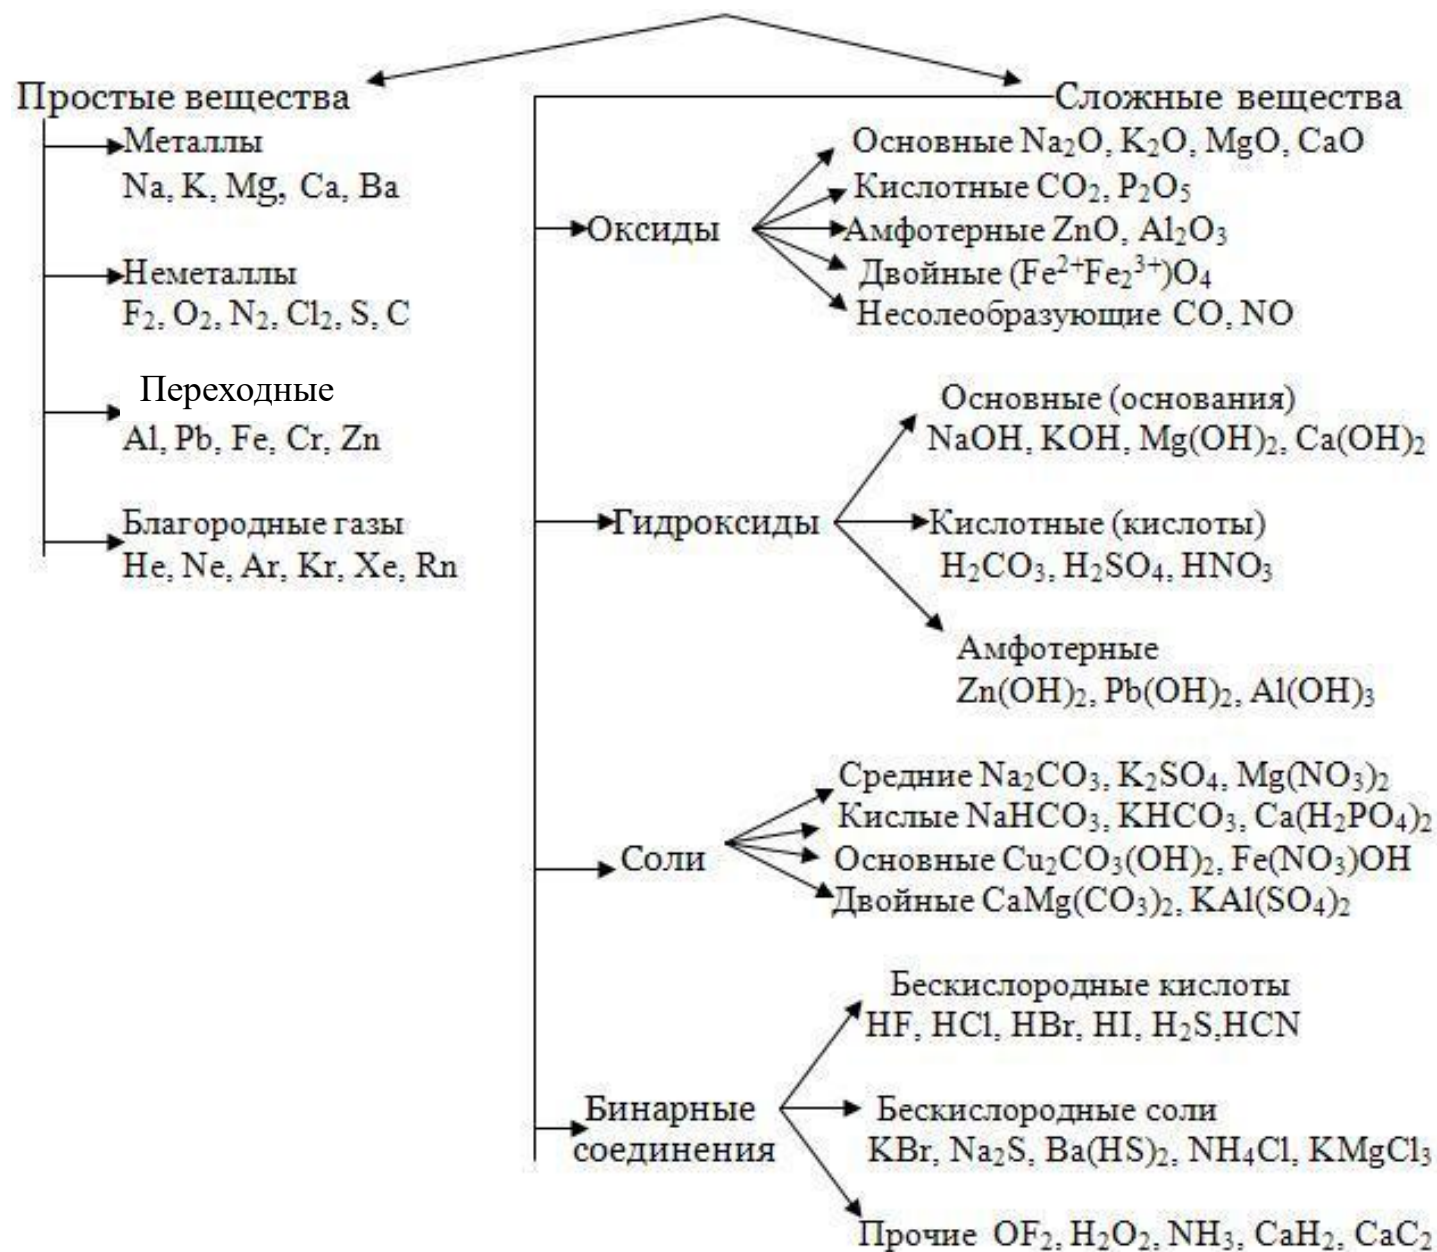 Простые вещества
Металлы
Na, K, Mg, Ca, Ba
Неметаллы
F₂, O₂, N₂, Cl₂, S, C
Переходные
Al, Pb, Fe, Cr, Zn
Благородные газы
He, Ne, Ar, Kr, Xe, Rn
Сложные вещества
Оксиды
Основные Na₂O, K₂O, MgO, CaO
Кислотные CO₂, P₂O₅
Амфотерные ZnO, Al₂O₃
Двойные (Fe²⁺Fe₂³⁺)O₄
Несолеобразующие CO, NO
Гидроксиды
Основные (основания)
NaOH, KOH, Mg(OH)₂, Ca(OH)₂
Кислотные (кислоты)
H₂CO₃, H₂SO₄, HNO₃
Амфотерные
Zn(OH)₂, Pb(OH)₂, Al(OH)₃
Соли
Средние Na₂CO₃, K₂SO₄, Mg(NO₃)₂
Кислые NaHCO₃, KHCO₃, Ca(H₂PO₄)₂
Основные Cu₂CO₃(OH)₂, Fe(NO₃)OH
Двойные CaMg(CO₃)₂, KAl(SO₄)₂
Бинарные
соединения
Бескислородные кислоты
HF, HCl, HBr, HI, H₂S,HCN
Бескислородные соли
KBr, Na₂S, Ba(HS)₂, NH₄Cl, KMgCl₃
Прочие OF₂, H₂O₂, NH₃, CaH₂, CaC₂